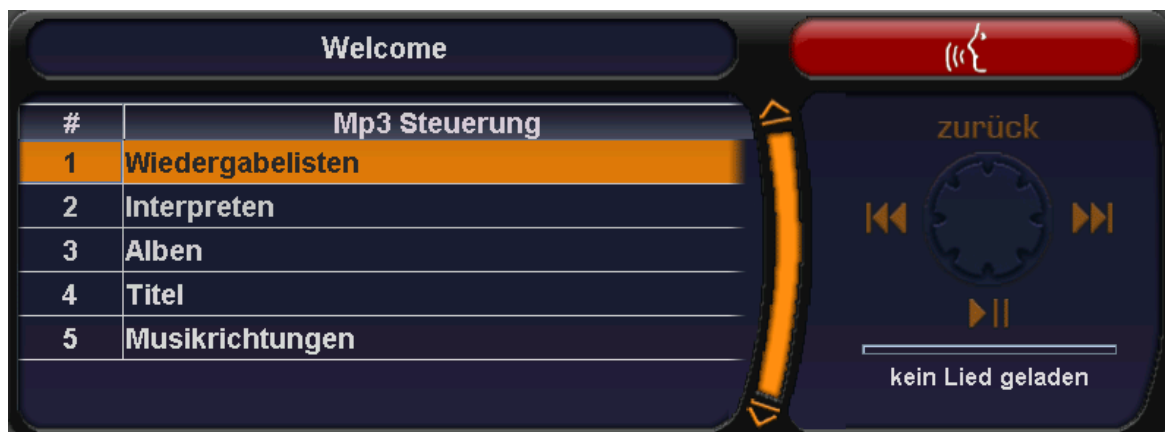 Welcome
# Mp3 Steuerung
1 Wiedergabelisten
2 Interpreten
3 Alben
4 Titel
5 Musikrichtungen
zurück
kein Lied geladen